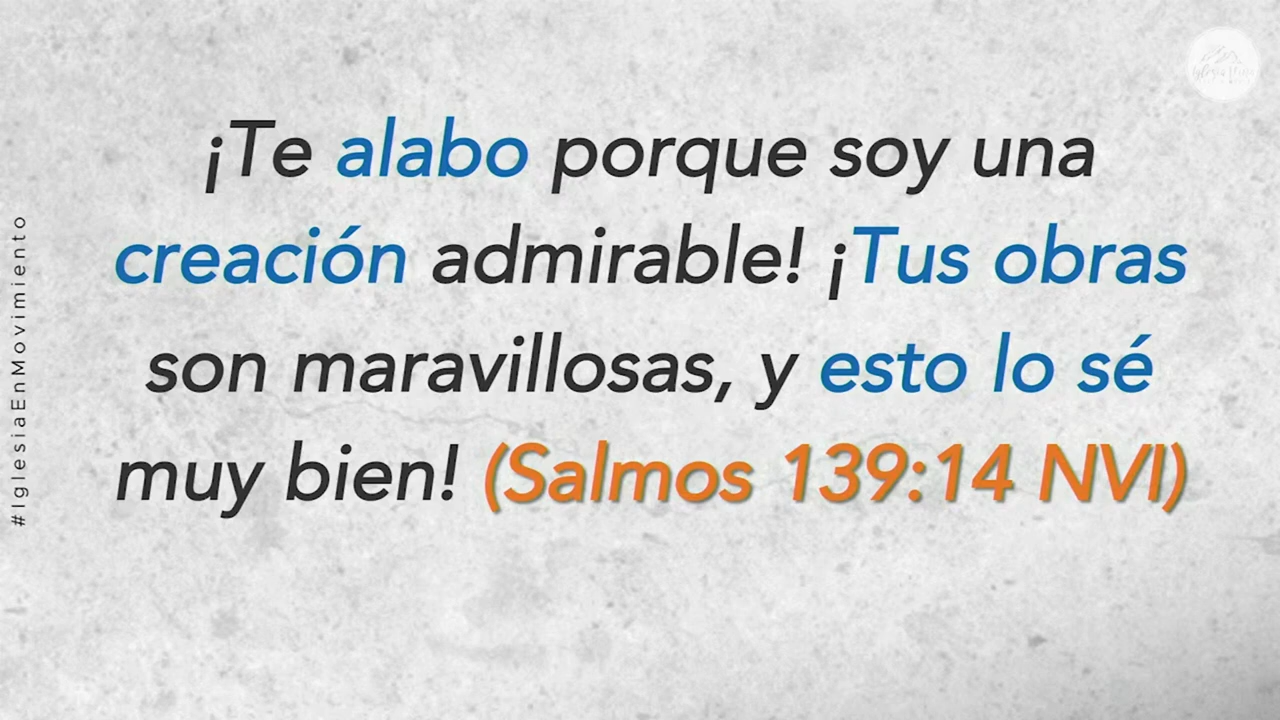 ¡Te alabo porque soy una
creación admirable! ¡Tus obras
son maravillosas, y esto lo sé
muy bien! (Salmos 139:14 NVI)
#IglesiaEnMovimiento